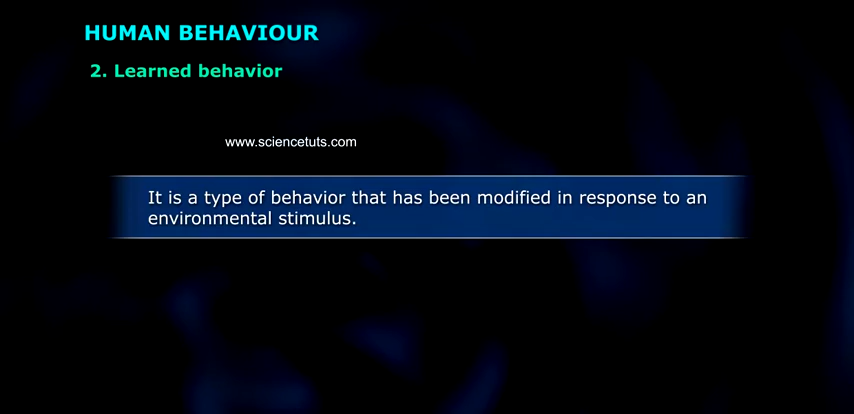 HUMAN BEHAVIOUR
2. Learned behavior
www.sciencetuts.com
It is a type of behavior that has been modified in response to an
environmental stimulus.